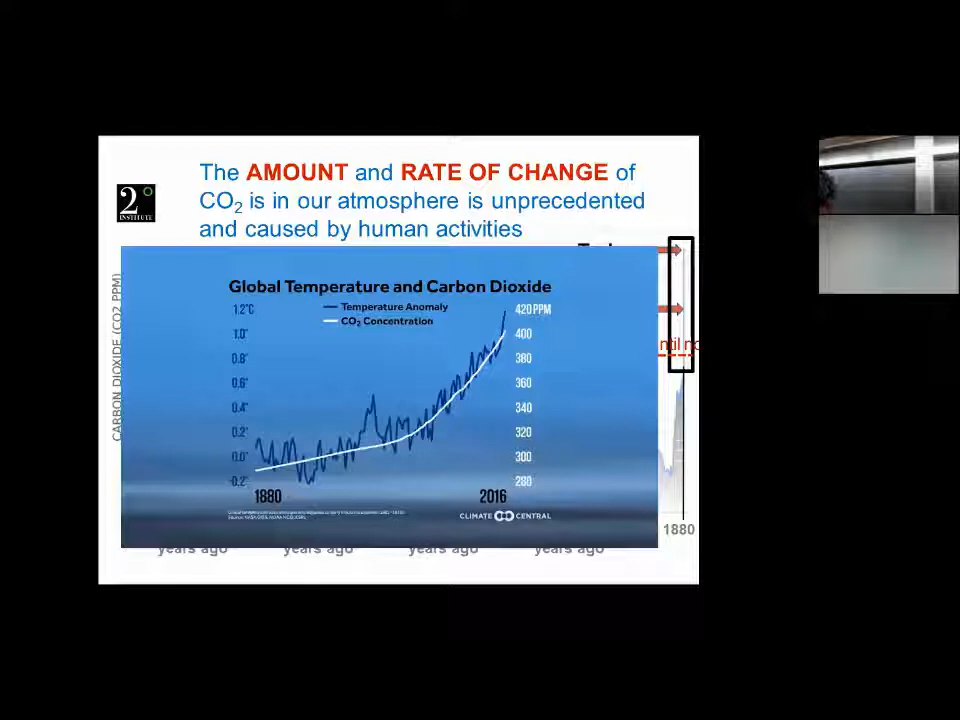 The AMOUNT and RATE OF CHANGE of
CO2 is in our atmosphere is unprecedented
and caused by human activities
2°
INSTITUTE
CARBON DIOXIDE (CO2 PPM)
Global Temperature and Carbon Dioxide
Temperature Anomaly
CO2 Concentration
1.2°C
1.0°
0.8°
0.6°
0.4°
0.2°
0.0°
-0.2°
420PPM
400
380
360
340
320
300
280
1880
2016
CLIMATE CENTRAL
1880
years ago
years ago
years ago
years ago